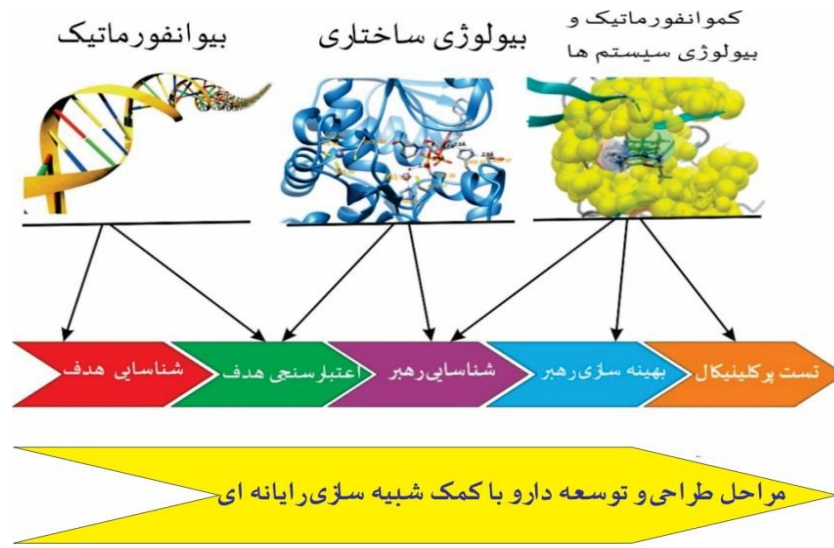 بیوانفورماتیک
بیولوژی ساختاری
کموانفورماتیک و
بیولوژی سیستم ها
شناسایی هدف
اعتبارسنجی هدف
شناسایی رهبر
بهینه سازی رهبر
تست پرکلینیکال
مراحل طراحی و توسعه دارو با کمک شبیه سازی رایانه ای